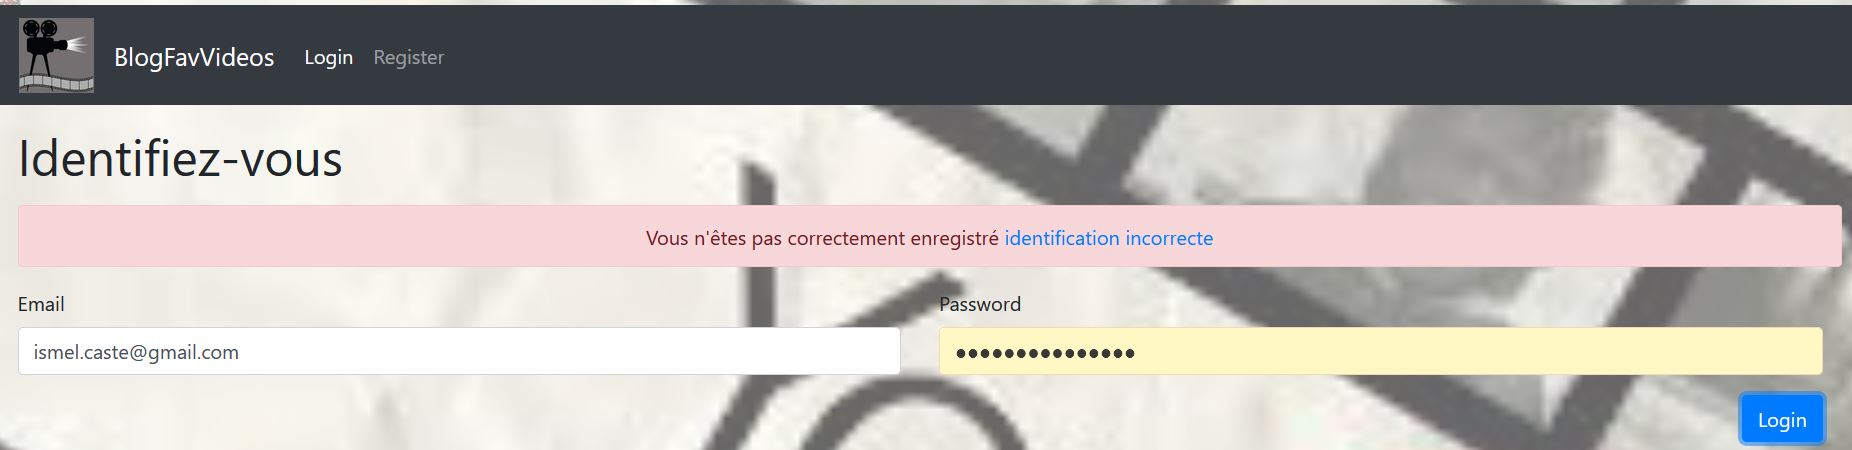 BlogFavVideos Login Register
Identifiez-vous
Vous n'êtes pas correctement enregistré identification incorrecte
Email
Password
ismel.caste@gmail.com
●●●●●●●●●●●●●●●
Login